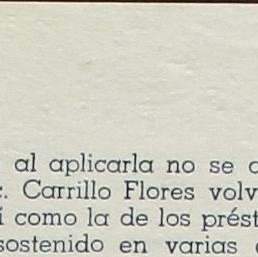 al aplicarla no se
Carrillo Flores volv
como la de los prést
sostenido en varias